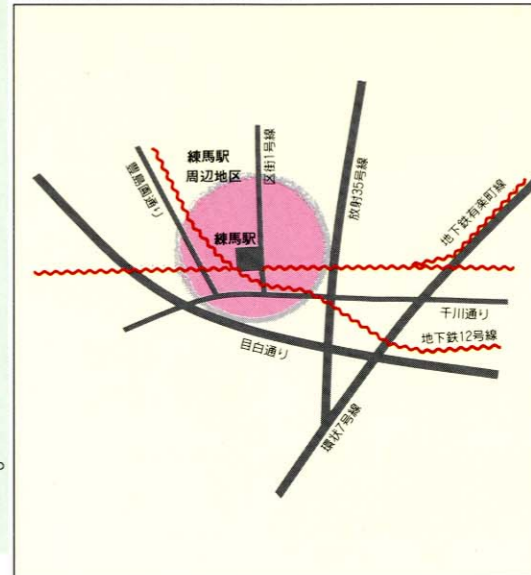 練馬駅
周辺地区
区街1号線
豊島園通り
放射35号線
練馬駅
地下鉄有楽町線
千川通り
地下鉄12号線
目白通り
環状7号線
。